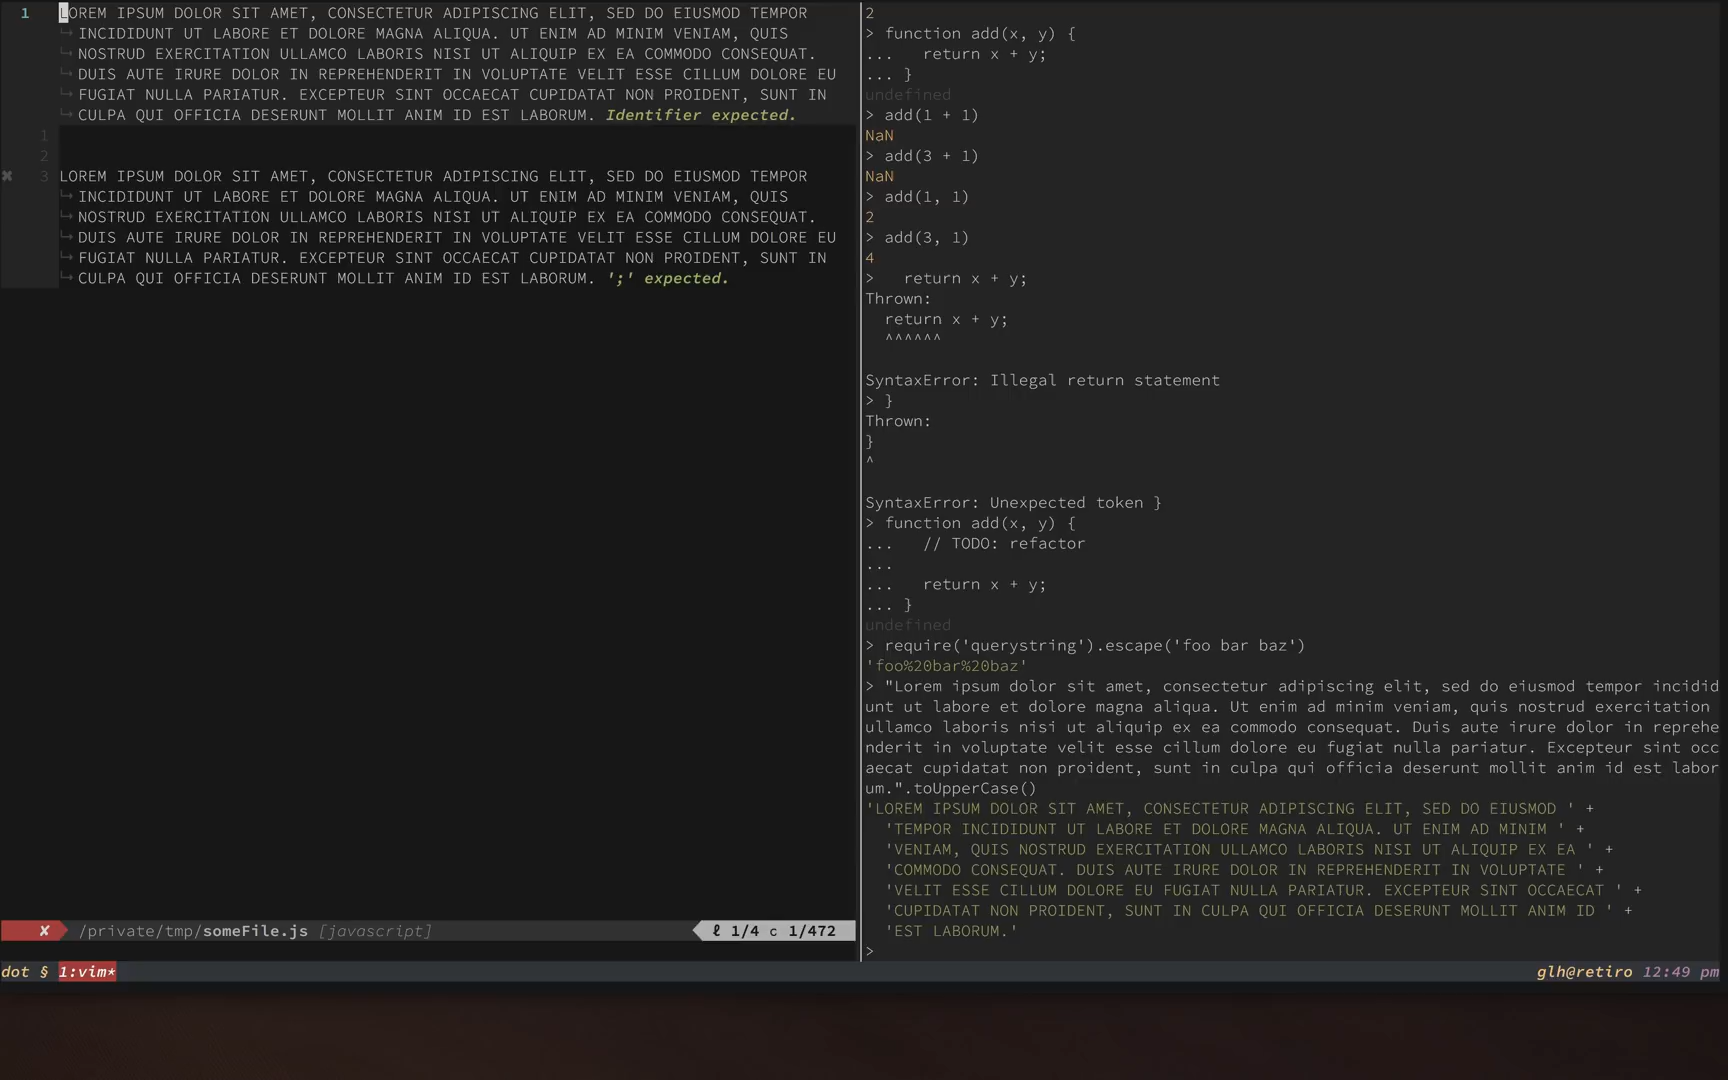 1 LOREM IPSUM DOLOR SIT AMET, CONSECTETUR ADIPISCING ELIT, SED DO EIUSMOD TEMPOR
INCIDIDUNT UT LABORE ET DOLORE MAGNA ALIQUA. UT ENIM AD MINIM VENIAM, QUIS
NOSTRUD EXERCITATION ULLAMCO LABORIS NISI UT ALIQUIP EX EA COMMODO CONSEQUAT.
DUIS AUTE IRURE DOLOR IN REPREHENDERIT IN VOLUPTATE VELIT ESSE CILLUM DOLORE EU
FUGIAT NULLA PARIATUR. EXCEPTEUR SINT OCCAECAT CUPIDATAT NON PROIDENT, SUNT IN
CULPA QUI OFFICIA DESERUNT MOLLIT ANIM ID EST LABORUM. Identifier expected.
1
2
✖ 3 LOREM IPSUM DOLOR SIT AMET, CONSECTETUR ADIPISCING ELIT, SED DO EIUSMOD TEMPOR
INCIDIDUNT UT LABORE ET DOLORE MAGNA ALIQUA. UT ENIM AD MINIM VENIAM, QUIS
NOSTRUD EXERCITATION ULLAMCO LABORIS NISI UT ALIQUIP EX EA COMMODO CONSEQUAT.
DUIS AUTE IRURE DOLOR IN REPREHENDERIT IN VOLUPTATE VELIT ESSE CILLUM DOLORE EU
FUGIAT NULLA PARIATUR. EXCEPTEUR SINT OCCAECAT CUPIDATAT NON PROIDENT, SUNT IN
CULPA QUI OFFICIA DESERUNT MOLLIT ANIM ID EST LABORUM. ';' expected.
✘ /private/tmp/someFile.js [javascript] ℓ 1/4 c 1/472
2
> function add(x, y) {
...   return x + y;
... }
undefined
> add(1 + 1)
NaN
> add(3 + 1)
NaN
> add(1, 1)
2
> add(3, 1)
4
>   return x + y;
Thrown:
  return x + y;
  ^^^^^^
SyntaxError: Illegal return statement
> }
Thrown:
}
^
SyntaxError: Unexpected token }
> function add(x, y) {
...   // TODO: refactor
...
...   return x + y;
... }
undefined
> require('querystring').escape('foo bar baz')
'foo%20bar%20baz'
> "Lorem ipsum dolor sit amet, consectetur adipiscing elit, sed do eiusmod tempor incidid
unt ut labore et dolore magna aliqua. Ut enim ad minim veniam, quis nostrud exercitation
ullamco laboris nisi ut aliquip ex ea commodo consequat. Duis aute irure dolor in reprehe
nderit in voluptate velit esse cillum dolore eu fugiat nulla pariatur. Excepteur sint occ
aecat cupidatat non proident, sunt in culpa qui officia deserunt mollit anim id est labor
um.".toUpperCase()
'LOREM IPSUM DOLOR SIT AMET, CONSECTETUR ADIPISCING ELIT, SED DO EIUSMOD ' +
  'TEMPOR INCIDIDUNT UT LABORE ET DOLORE MAGNA ALIQUA. UT ENIM AD MINIM ' +
  'VENIAM, QUIS NOSTRUD EXERCITATION ULLAMCO LABORIS NISI UT ALIQUIP EX EA ' +
  'COMMODO CONSEQUAT. DUIS AUTE IRURE DOLOR IN REPREHENDERIT IN VOLUPTATE ' +
  'VELIT ESSE CILLUM DOLORE EU FUGIAT NULLA PARIATUR. EXCEPTEUR SINT OCCAECAT ' +
  'CUPIDATAT NON PROIDENT, SUNT IN CULPA QUI OFFICIA DESERUNT MOLLIT ANIM ID ' +
  'EST LABORUM.'
>
dot § 1:vim* glh@retiro 12:49 pm